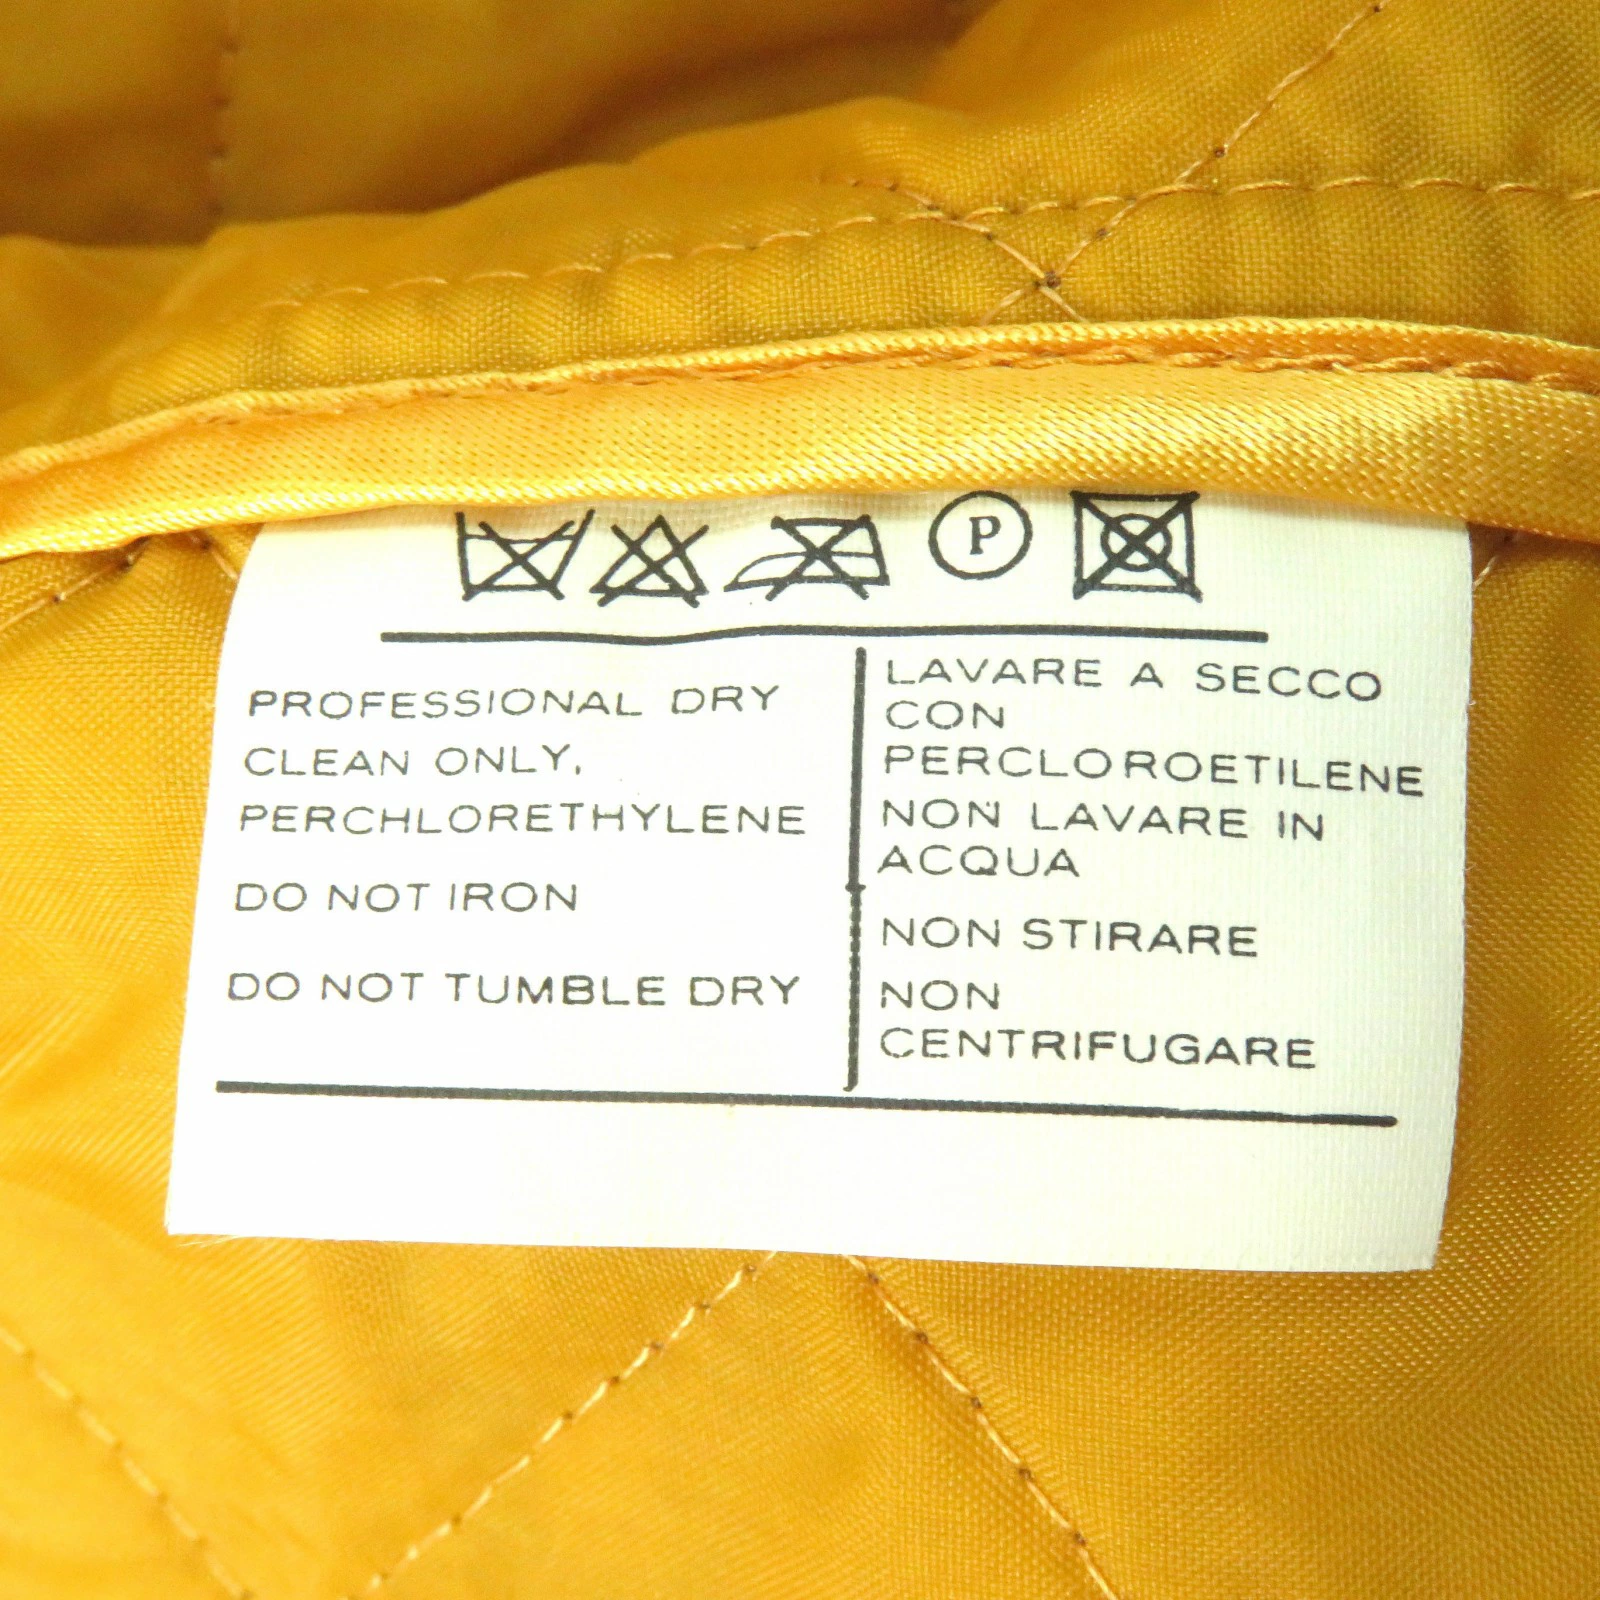 P
PROFESSIONAL DRY
CLEAN ONLY,
PERCHLORETHYLENE
DO NOT IRON
DO NOT TUMBLE DRY
LAVARE A SECCO
CON
PERCLOROETILENE
NON LAVARE IN
ACQUA
NON STIRARE
NON
CENTRIFUGARE